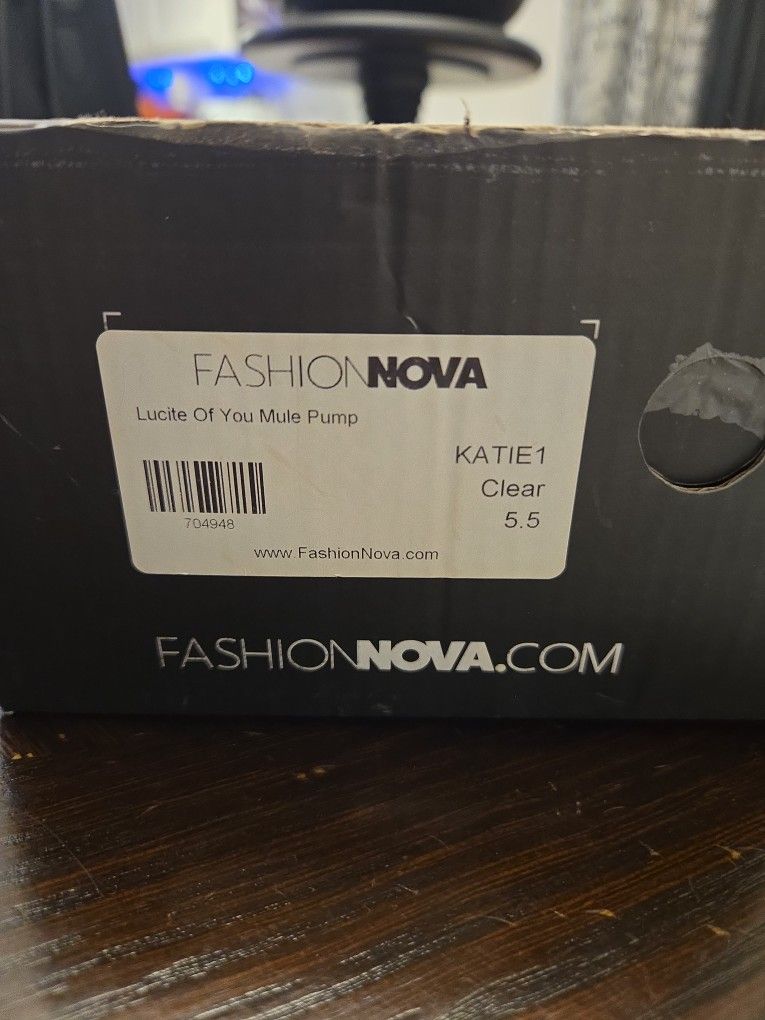 FASHIONNOVA
Lucite Of You Mule Pump
KATIE1
Clear
5.5
704948
www.FashionNova.com
FASHIONNOVA.COM